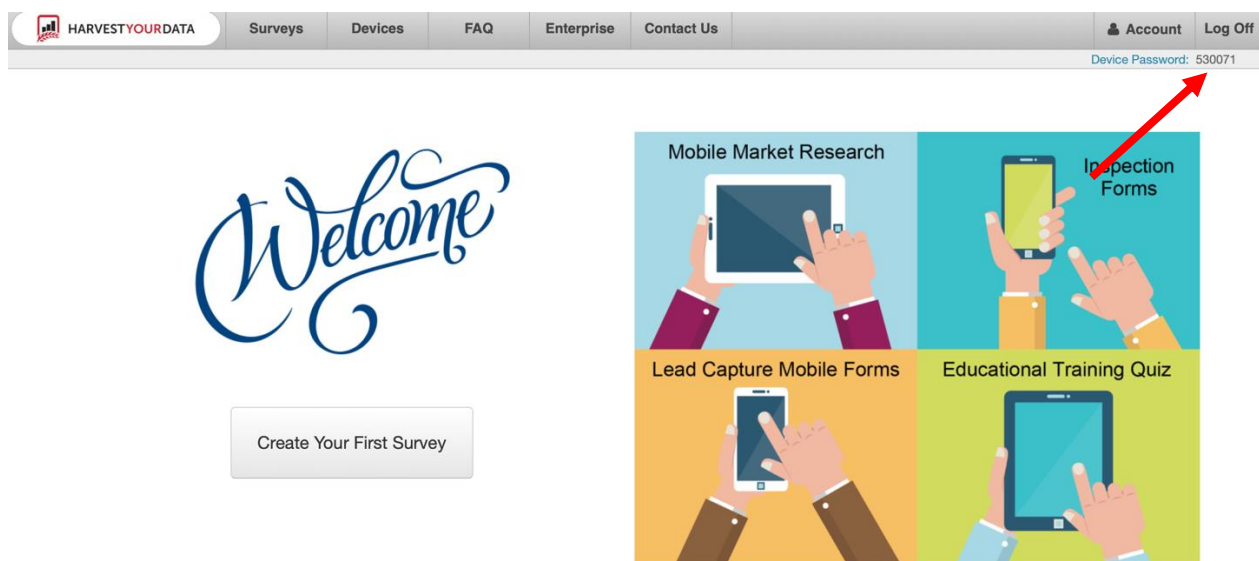 HARVESTYOURDATA Surveys Devices FAQ Enterprise Contact Us Account Log Off
Device Password: 530071
Welcome
Mobile Market Research
Inspection
Forms
Lead Capture Mobile Forms
Educational Training Quiz
Create Your First Survey